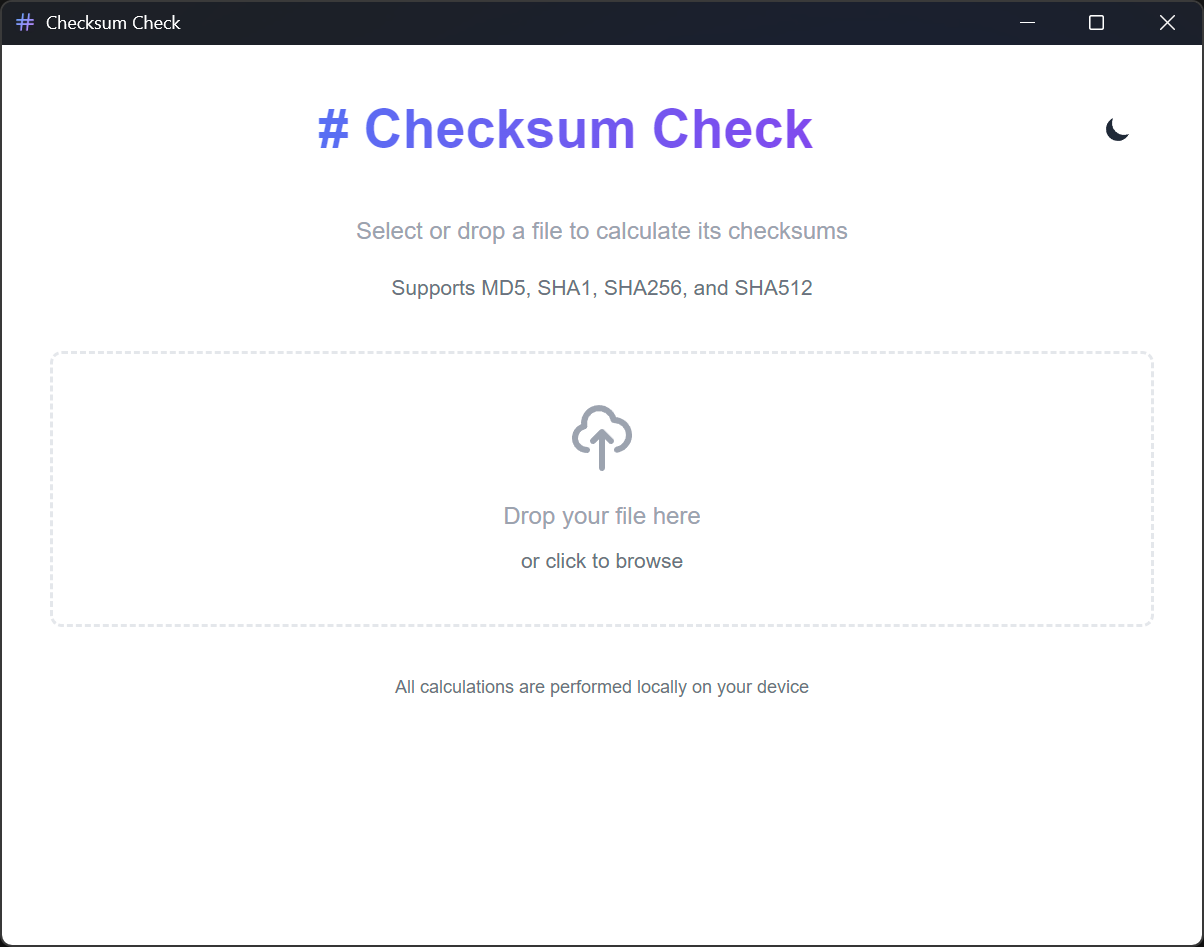 # Checksum Check
# Checksum Check
Select or drop a file to calculate its checksums
Supports MD5, SHA1, SHA256, and SHA512
Drop your file here
or click to browse
All calculations are performed locally on your device